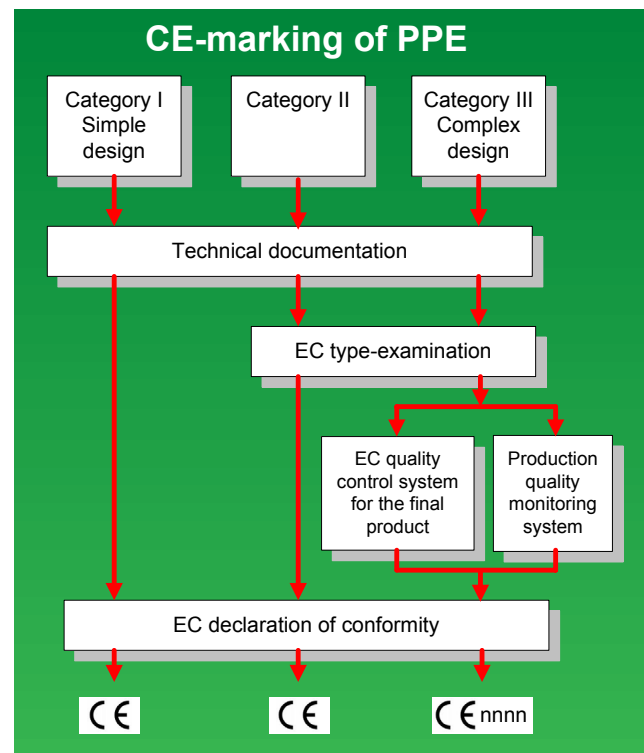 CE-marking of PPE
Category I
Simple
design
Category II
Category III
Complex
design
Technical documentation
EC type-examination
EC quality
control system
for the final
product
Production
quality
monitoring
system
EC declaration of conformity
CE
CE
CE nnnn